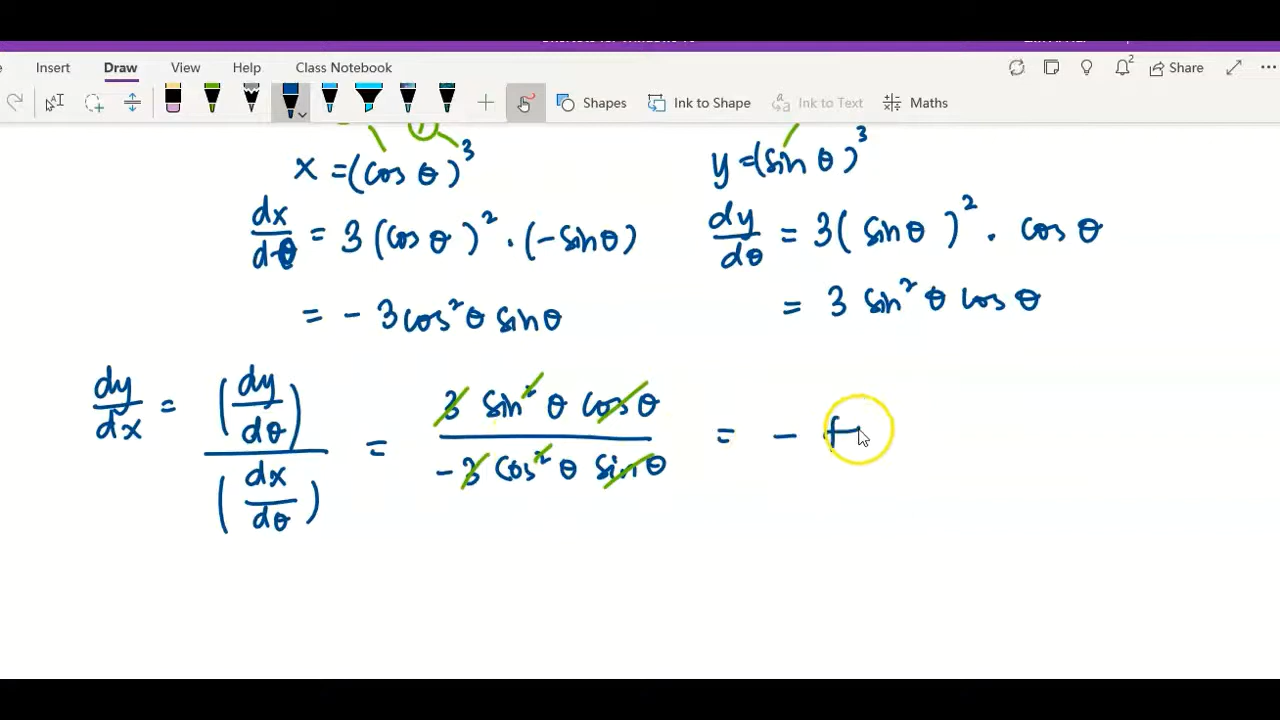 Insert Draw View Help Class Notebook Share
Shapes Ink to Shape Ink to Text Maths
x = (cos θ)³ y = (sin θ)³
dx/dθ = 3 (cos θ)² · (-sin θ) dy/dθ = 3( sin θ )² . cos θ
= - 3 cos² θ sin θ = 3 sin² θ cos θ
dy/dx = (dy/dθ)/(dx/dθ) = 3 sin² θ cos θ / -3 cos² θ sin θ = -